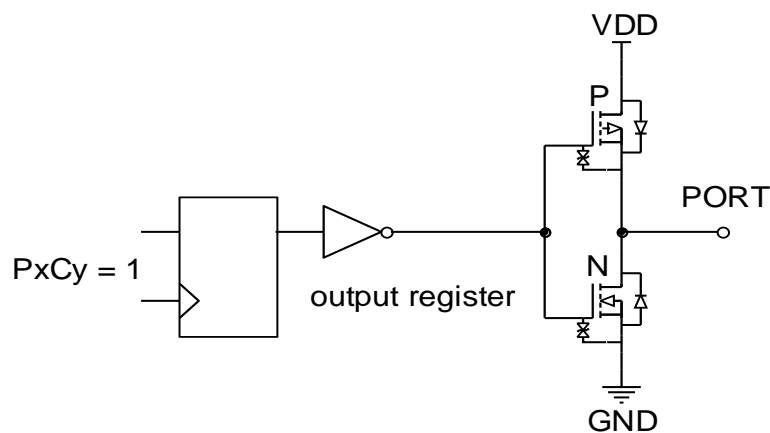 VDD
P
PORT
PxCy = 1
N
output register
GND